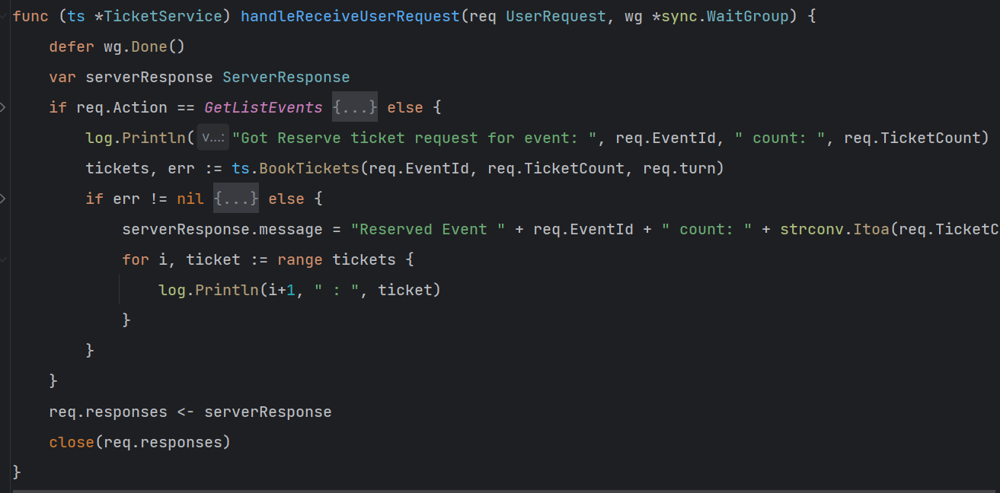 func (ts *TicketService) handleReceiveUserRequest(req UserRequest, wg *sync.WaitGroup) {
    defer wg.Done()
    var serverResponse ServerResponse
    if req.Action == GetListEvents {...} else {
        log.Println( v...: "Got Reserve ticket request for event: ", req.EventId, " count: ", req.TicketCount)
        tickets, err := ts.BookTickets(req.EventId, req.TicketCount, req.turn)
        if err != nil {...} else {
            serverResponse.message = "Reserved Event " + req.EventId + " count: " + strconv.Itoa(req.TicketC
            for i, ticket := range tickets {
                log.Println(i+1, " : ", ticket)
            }
        }
    }
    req.responses <- serverResponse
    close(req.responses)
}